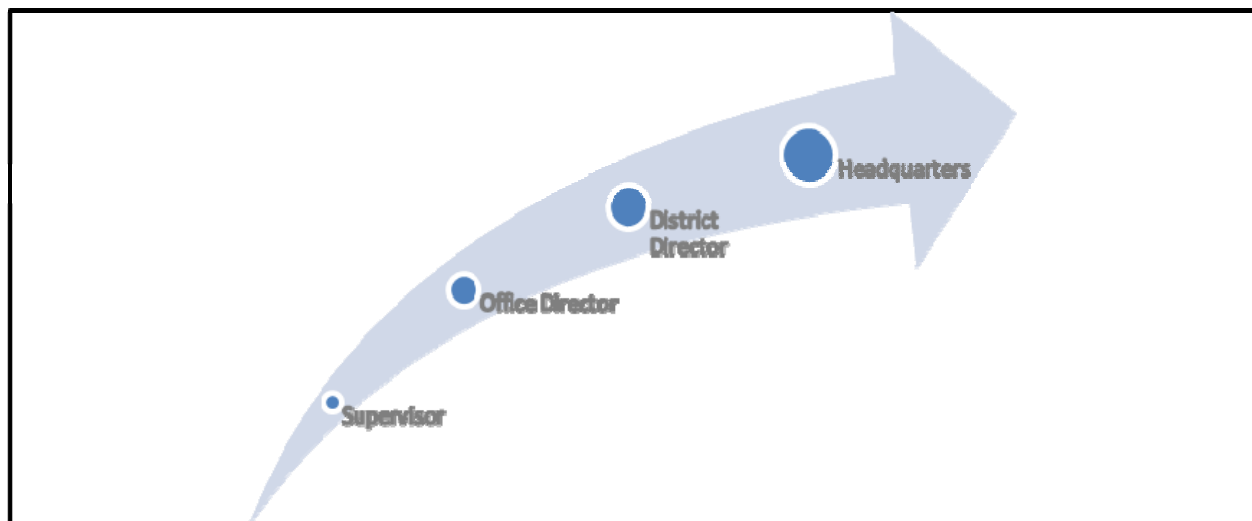 Headquarters
District
Director
Office Director
Supervisor